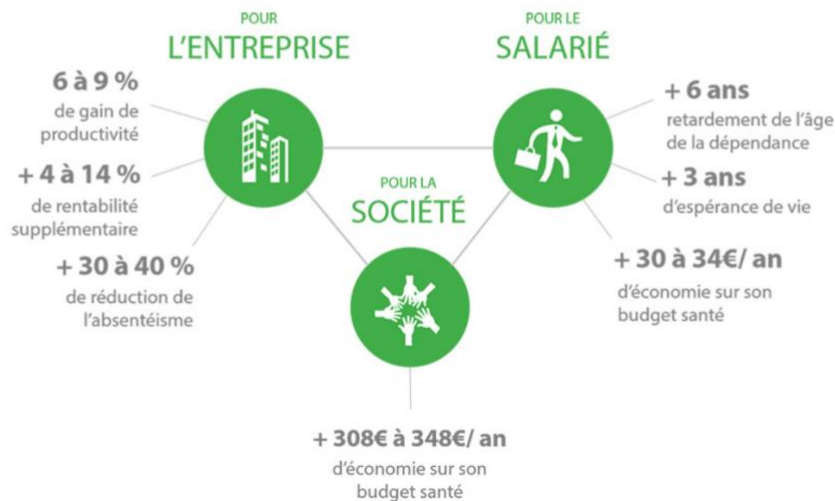 POUR
L'ENTREPRISE
6 à 9 %
de gain de
productivité
+ 4 à 14 %
de rentabilité
supplémentaire
+ 30 à 40 %
de réduction de
l'absentéisme
POUR LE
SALARIÉ
+ 6 ans
retardement de l'âge
de la dépendance
+ 3 ans
d'espérance de vie
+ 30 à 34€/ an
d'économie sur son
budget santé
POUR LA
SOCIÉTÉ
+ 308€ à 348€/ an
d'économie sur son
budget santé